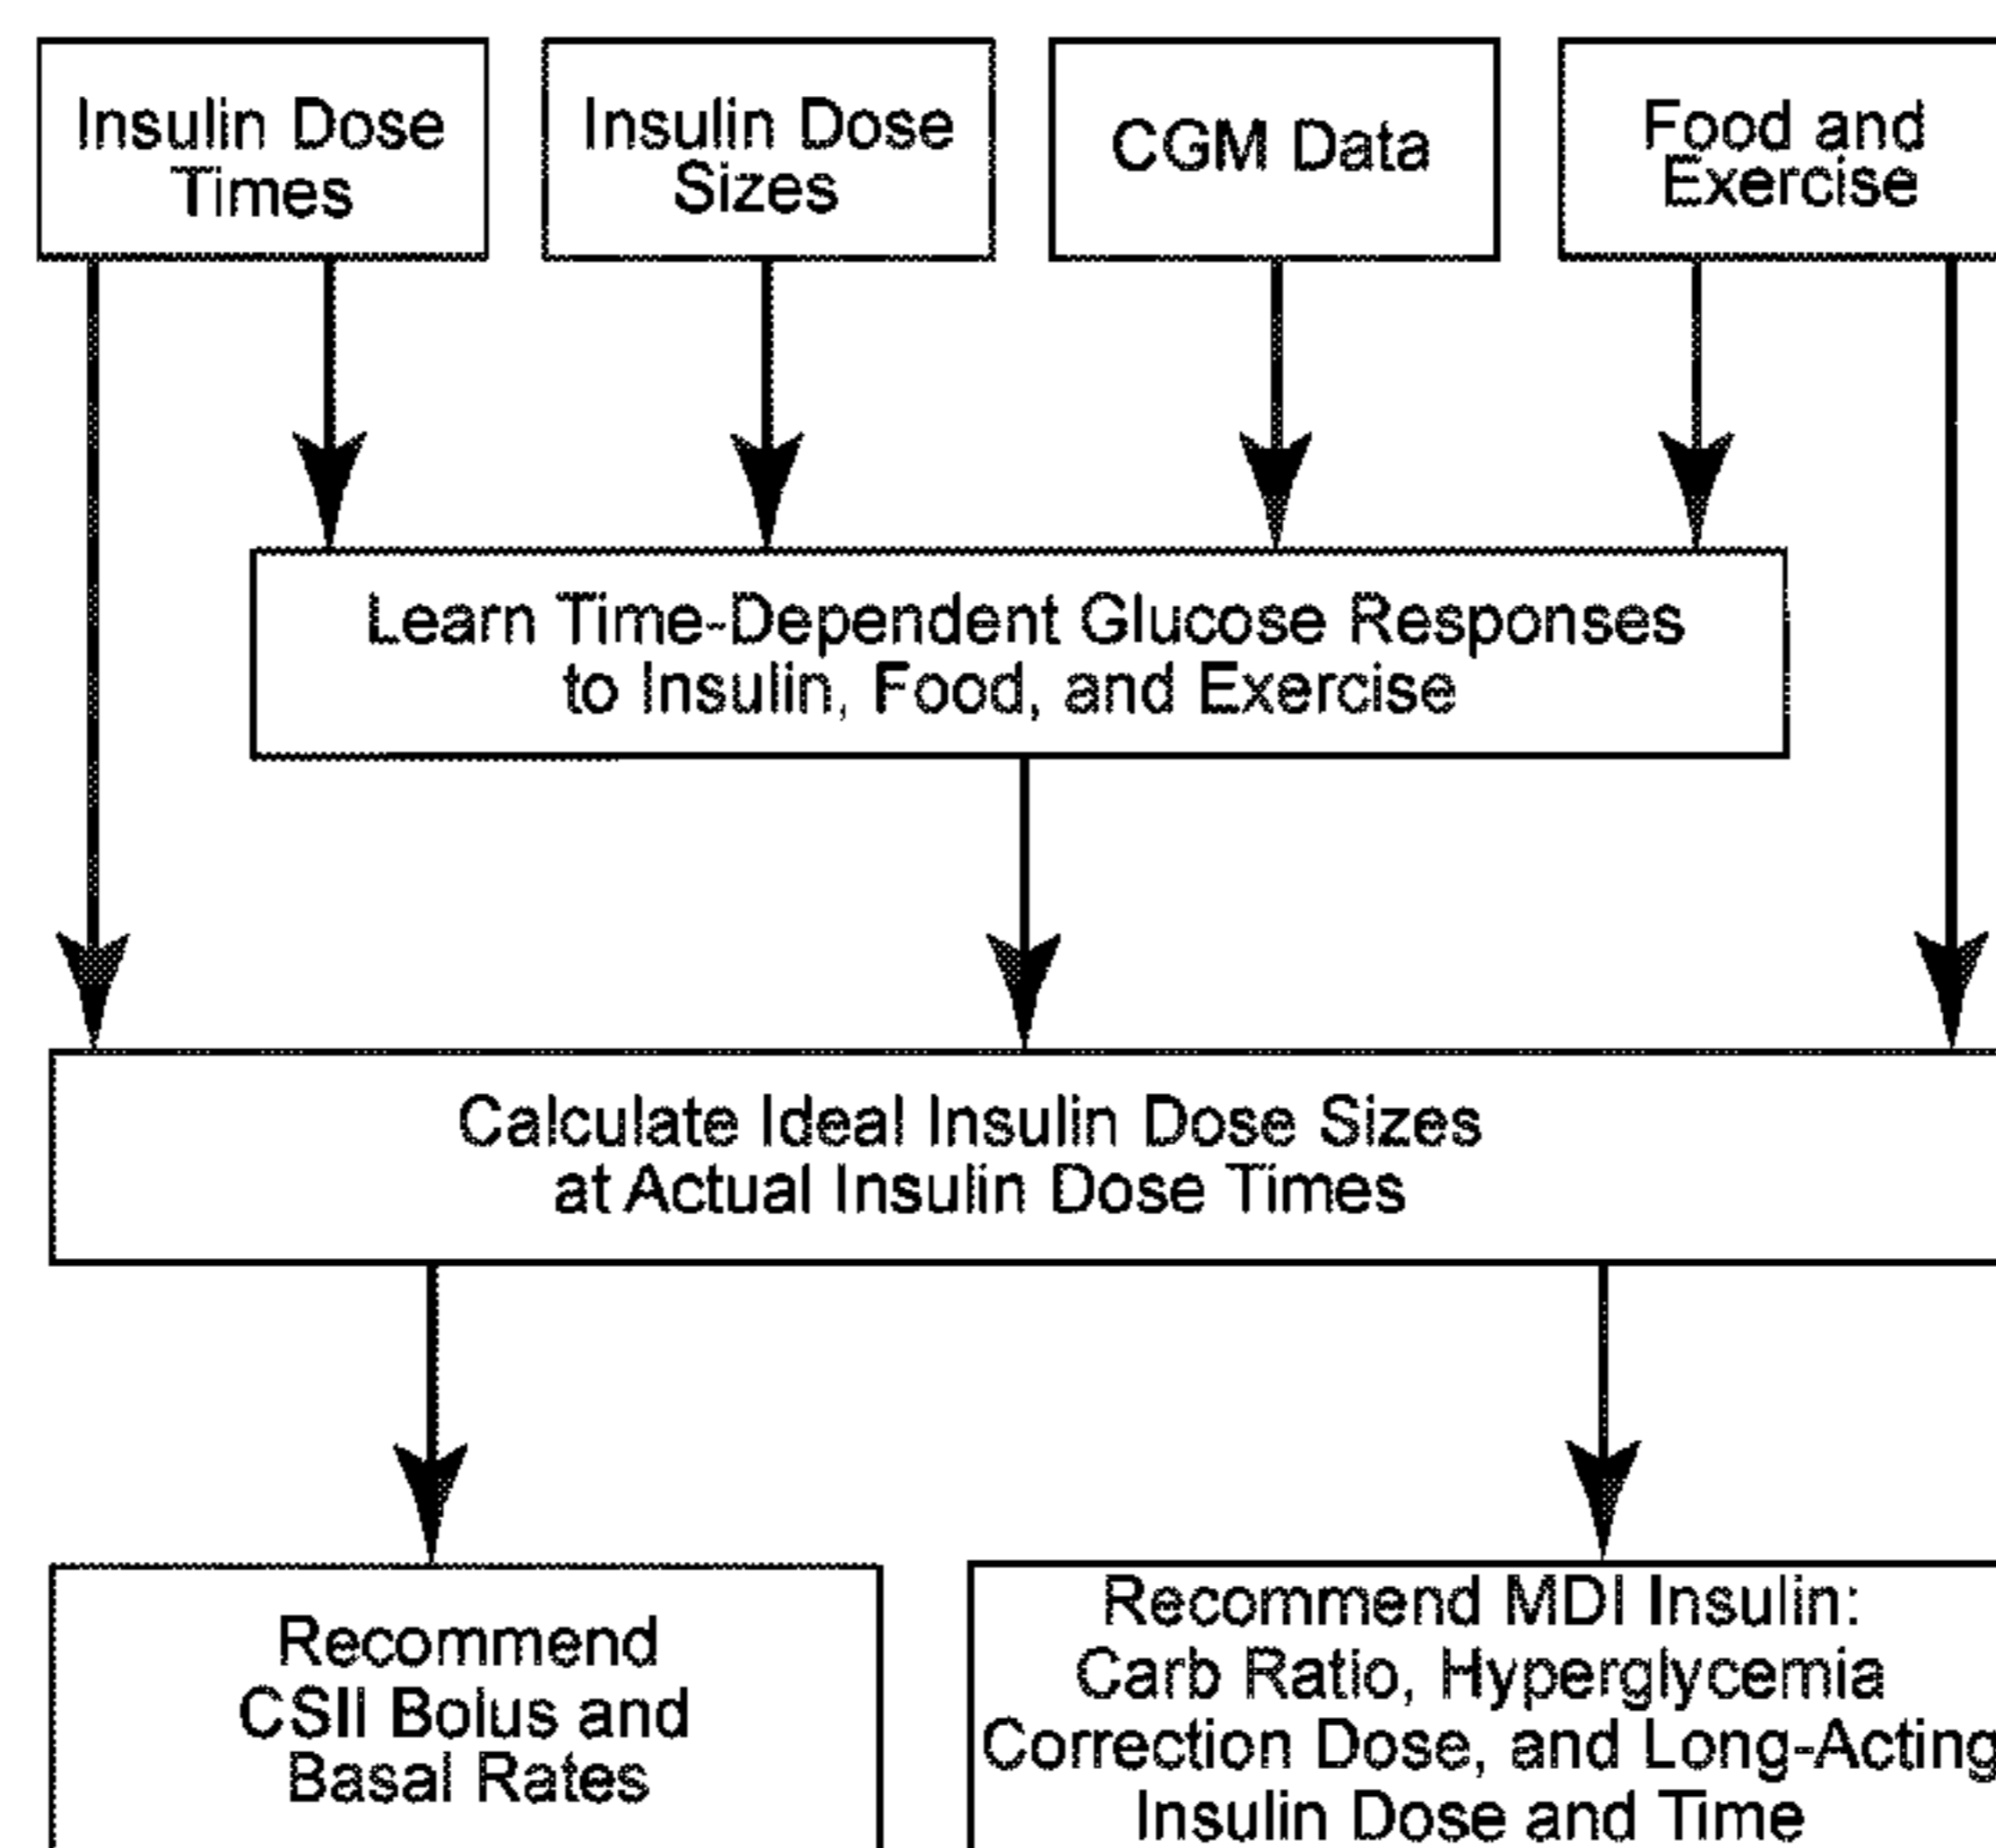 Insulin Dose
Times
Insulin Dose
Sizes
CGM Data
Food and
Exercise
Learn Time-Dependent Glucose Responses
to Insulin, Food, and Exercise
Calculate Ideal Insulin Dose Sizes
at Actual Insulin Dose Times
Recommend
CSII Bolus and
Basal Rates
Recommend MDI Insulin:
Carb Ratio, Hyperglycemia
Correction Dose, and Long-Acting
Insulin Dose and Time